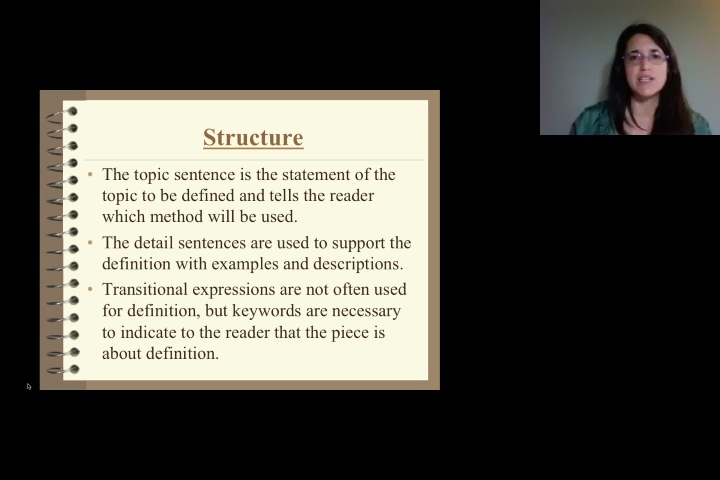 Structure
• The topic sentence is the statement of the
topic to be defined and tells the reader
which method will be used.
• The detail sentences are used to support the
definition with examples and descriptions.
• Transitional expressions are not often used
for definition, but keywords are necessary
to indicate to the reader that the piece is
about definition.